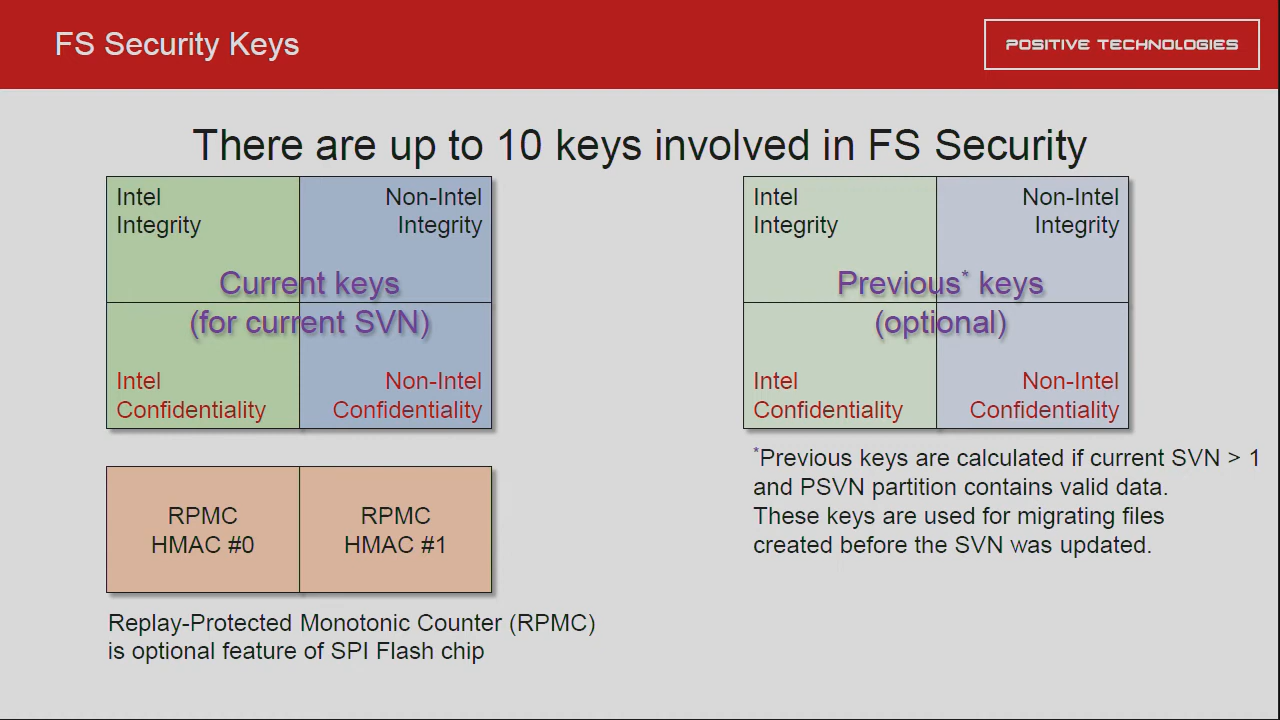 FS Security Keys
POSITIVE TECHNOLOGIES
There are up to 10 keys involved in FS Security
Intel
Integrity
Non-Intel
Integrity
Current keys
(for current SVN)
Intel
Confidentiality
Non-Intel
Confidentiality
Intel
Integrity
Non-Intel
Integrity
Previous* keys
(optional)
Intel
Confidentiality
Non-Intel
Confidentiality
*Previous keys are calculated if current SVN > 1
and PSVN partition contains valid data.
These keys are used for migrating files
created before the SVN was updated.
RPMC
HMAC #0
RPMC
HMAC #1
Replay-Protected Monotonic Counter (RPMC)
is optional feature of SPI Flash chip